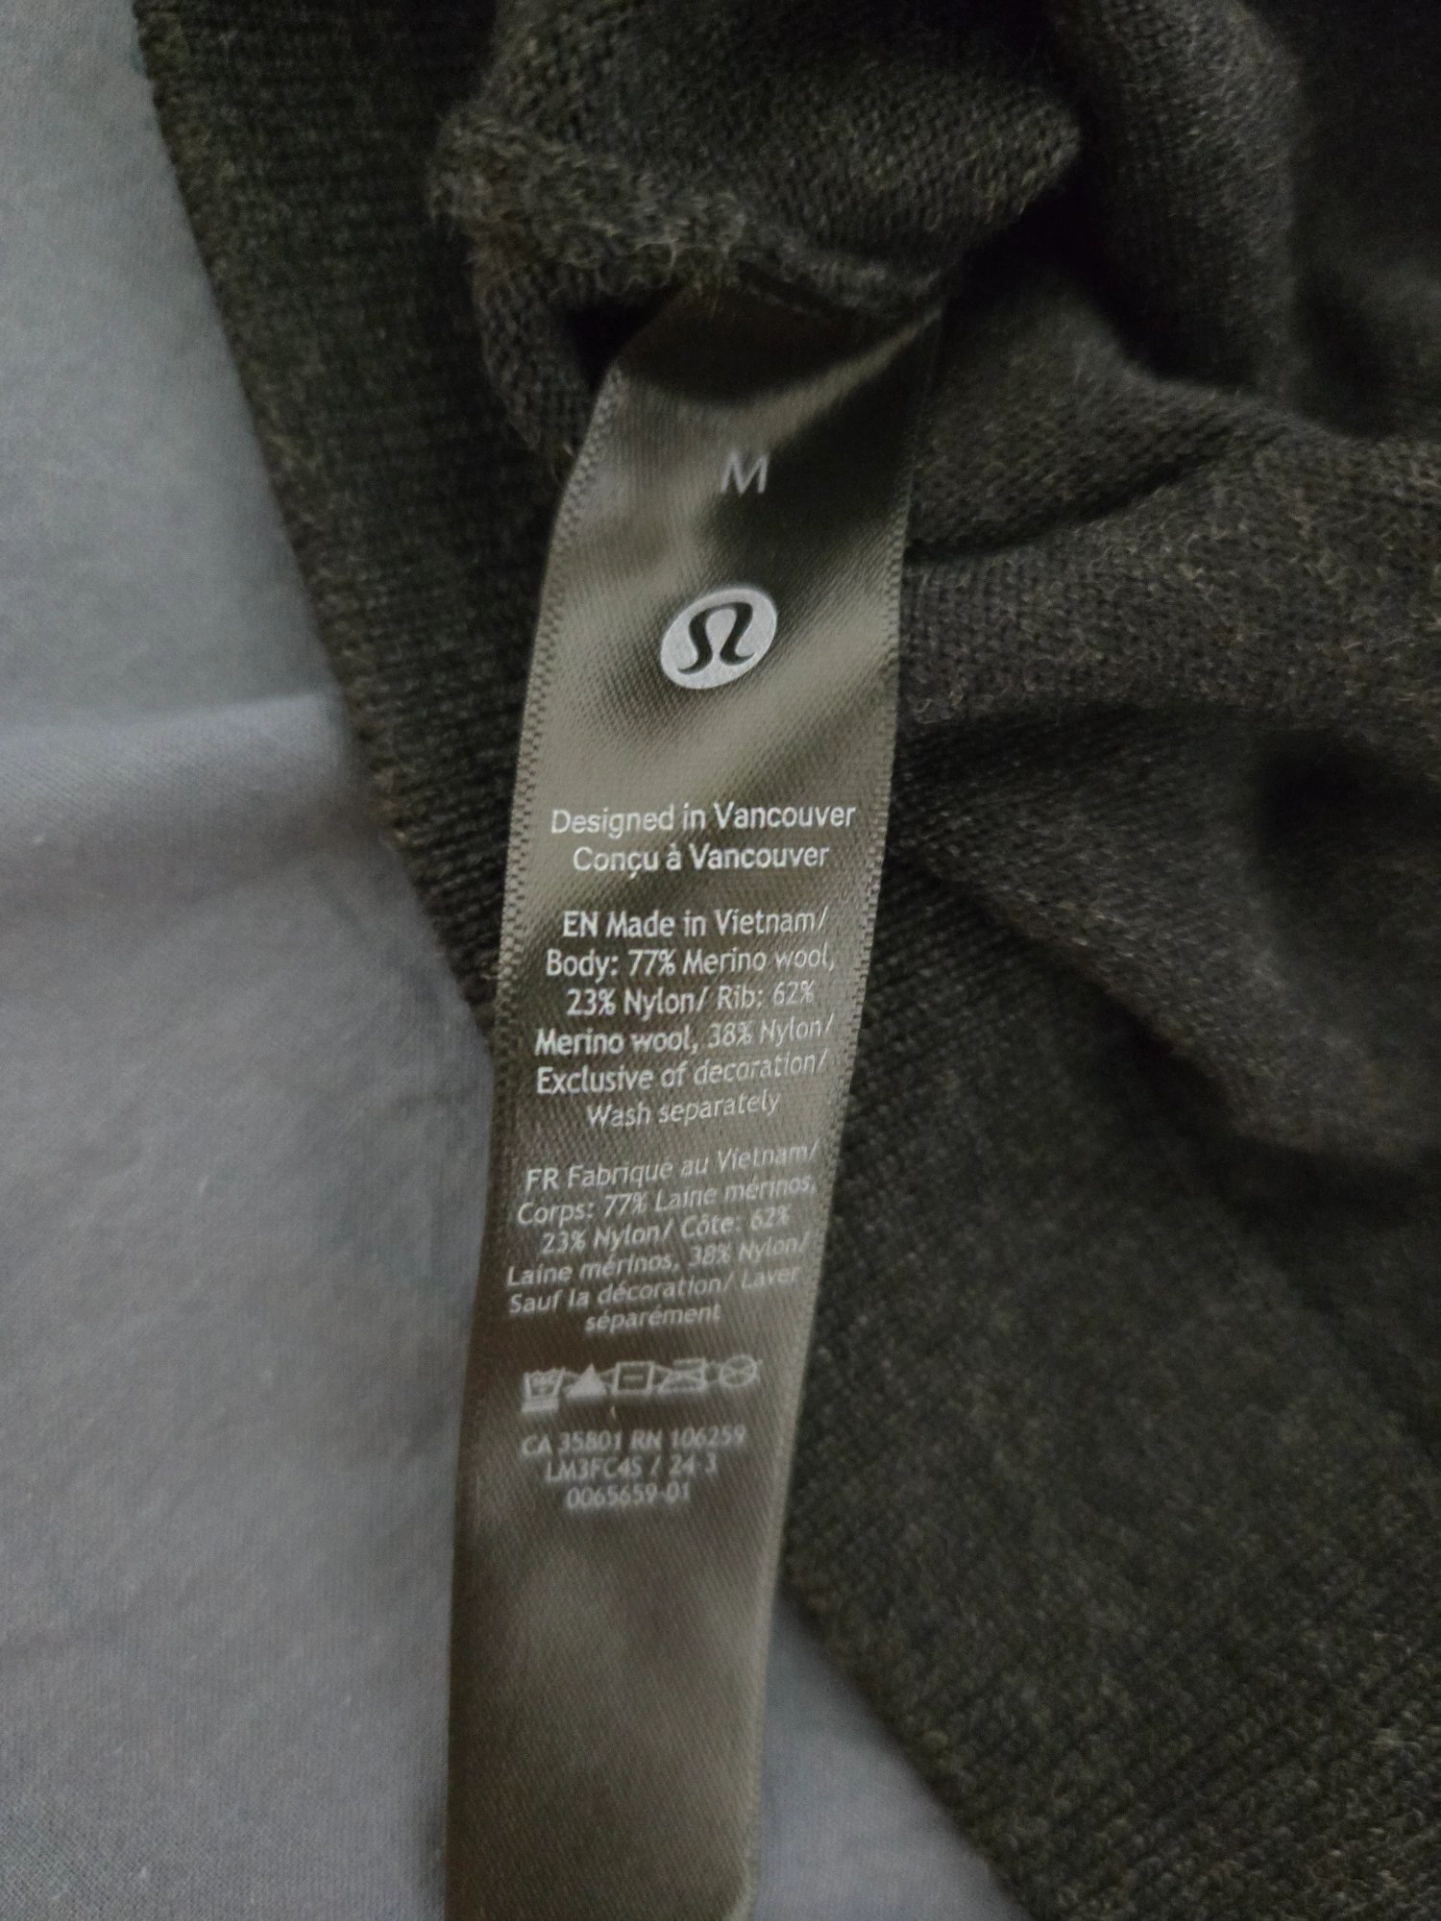 M
Designed in Vancouver
Conçu à Vancouver
EN Made in Vietnam/
Body: 77% Merino wool,
23% Nylon/ Rib: 62%
Merino wool, 38% Nylon/
Exclusive of decoration/
Wash separately
FR Fabriqué au Vietnam/
Corps: 77% Laine mérinos,
23% Nylon/ Côte: 62%
Laine mérinos, 38% Nylon/
Sauf la décoration/ Laver
séparément
CA 35801 RN 106259
LM3FC4S / 24-3
0065659-01